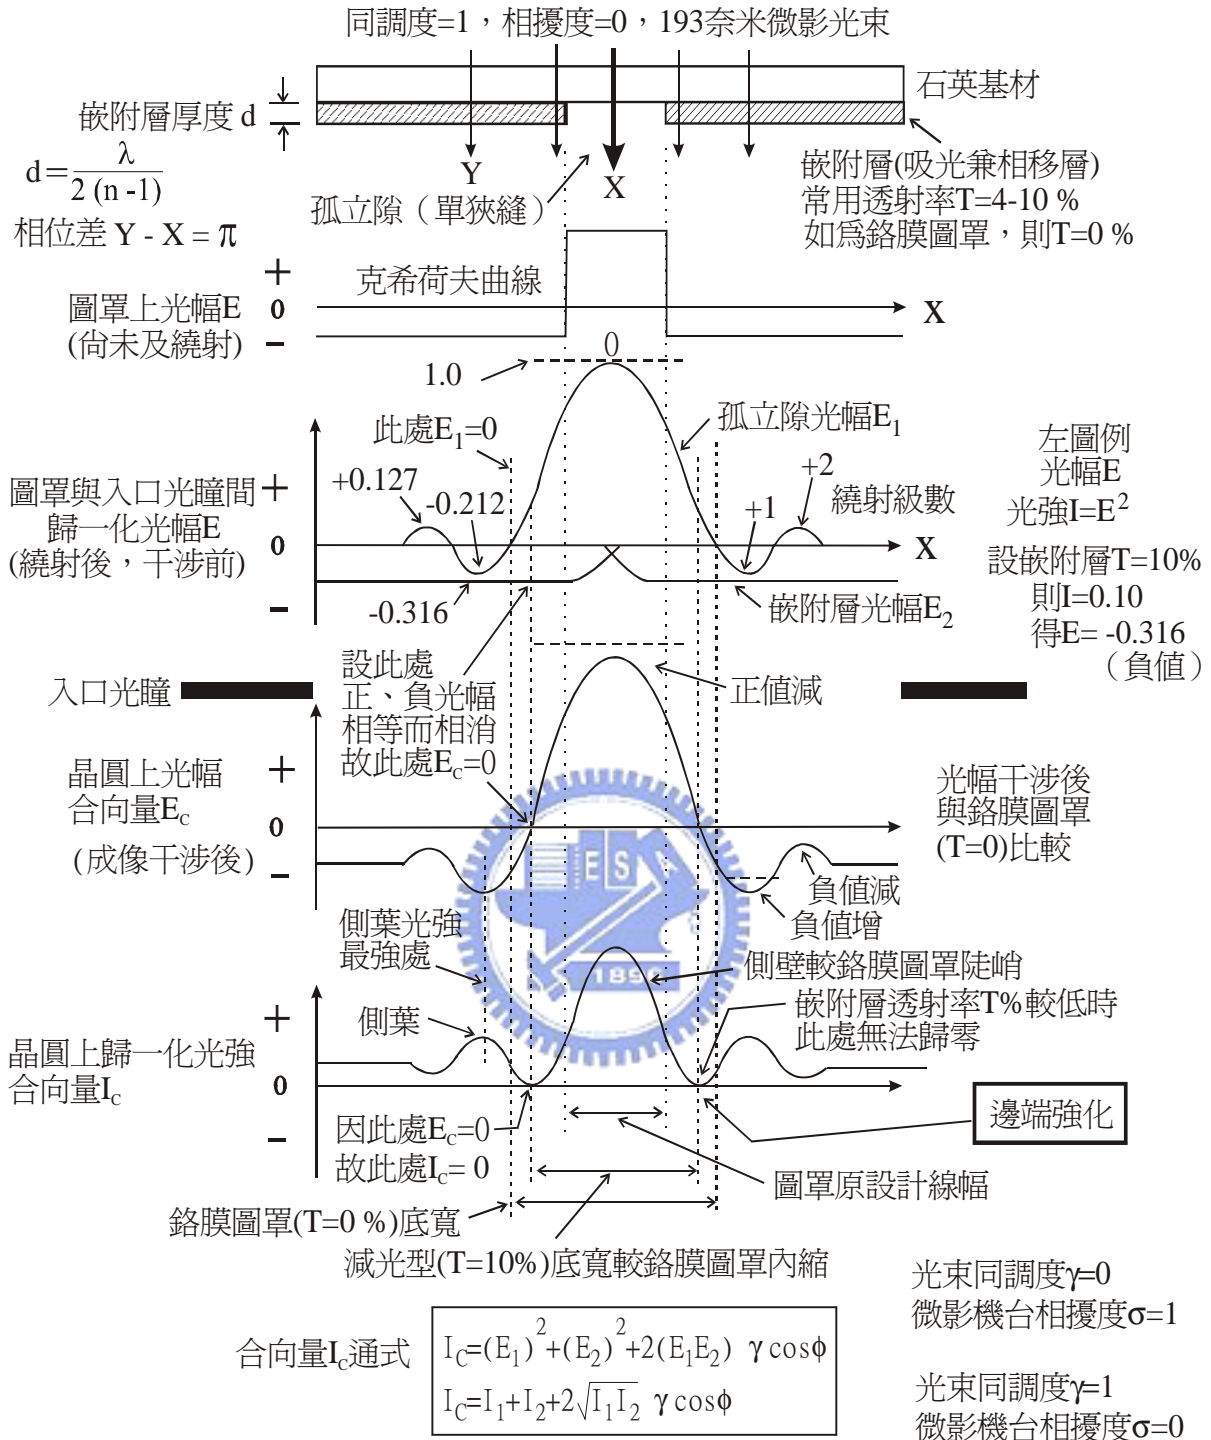 同調度=1，相擾度=0，193奈米微影光束
石英基材
嵌附層厚度 d
d=λ/2 (n -1)
相位差 Y - X = π
Y
X
孤立隙（單狹縫）
嵌附層(吸光兼相移層)
常用透射率T=4-10 %
如為鉻膜圖罩，則T=0 %
克希荷夫曲線
+
0
−
圖罩上光幅E
(尚未及繞射)
X
0
1.0
此處E₁=0
孤立隙光幅E₁
左圖例
光幅E
光強I=E²
+0.127
-0.212
+1
+2
繞射級數
圖罩與入口光瞳間
歸一化光幅E
(繞射後，干涉前)
+
0
−
X
-0.316
嵌附層光幅E₂
設嵌附層T=10%
則I=0.10
得E= -0.316
（負值）
設此處
正、負光幅
相等而相消
故此處E꜀=0
正值減
入口光瞳
晶圓上光幅
合向量E꜀
(成像干涉後)
+
0
−
光幅干涉後
與鉻膜圖罩
(T=0)比較
負值減
負值增
ES
1896
側葉光強
最強處
側壁較鉻膜圖罩陡峭
側葉
嵌附層透射率T%較低時
此處無法歸零
晶圓上歸一化光強
合向量I꜀
+
0
−
邊端強化
因此處E꜀=0
故此處I꜀= 0
圖罩原設計線幅
鉻膜圖罩(T=0 %)底寬
減光型(T=10%)底寬較鉻膜圖罩內縮
光束同調度γ=0
微影機台相擾度σ=1
合向量I꜀通式
I_C=(E₁)²+(E₂)²+2(E₁E₂) γ cosϕ
I_C=I₁+I₂+2√(I₁I₂) γ cosϕ
光束同調度γ=1
微影機台相擾度σ=0